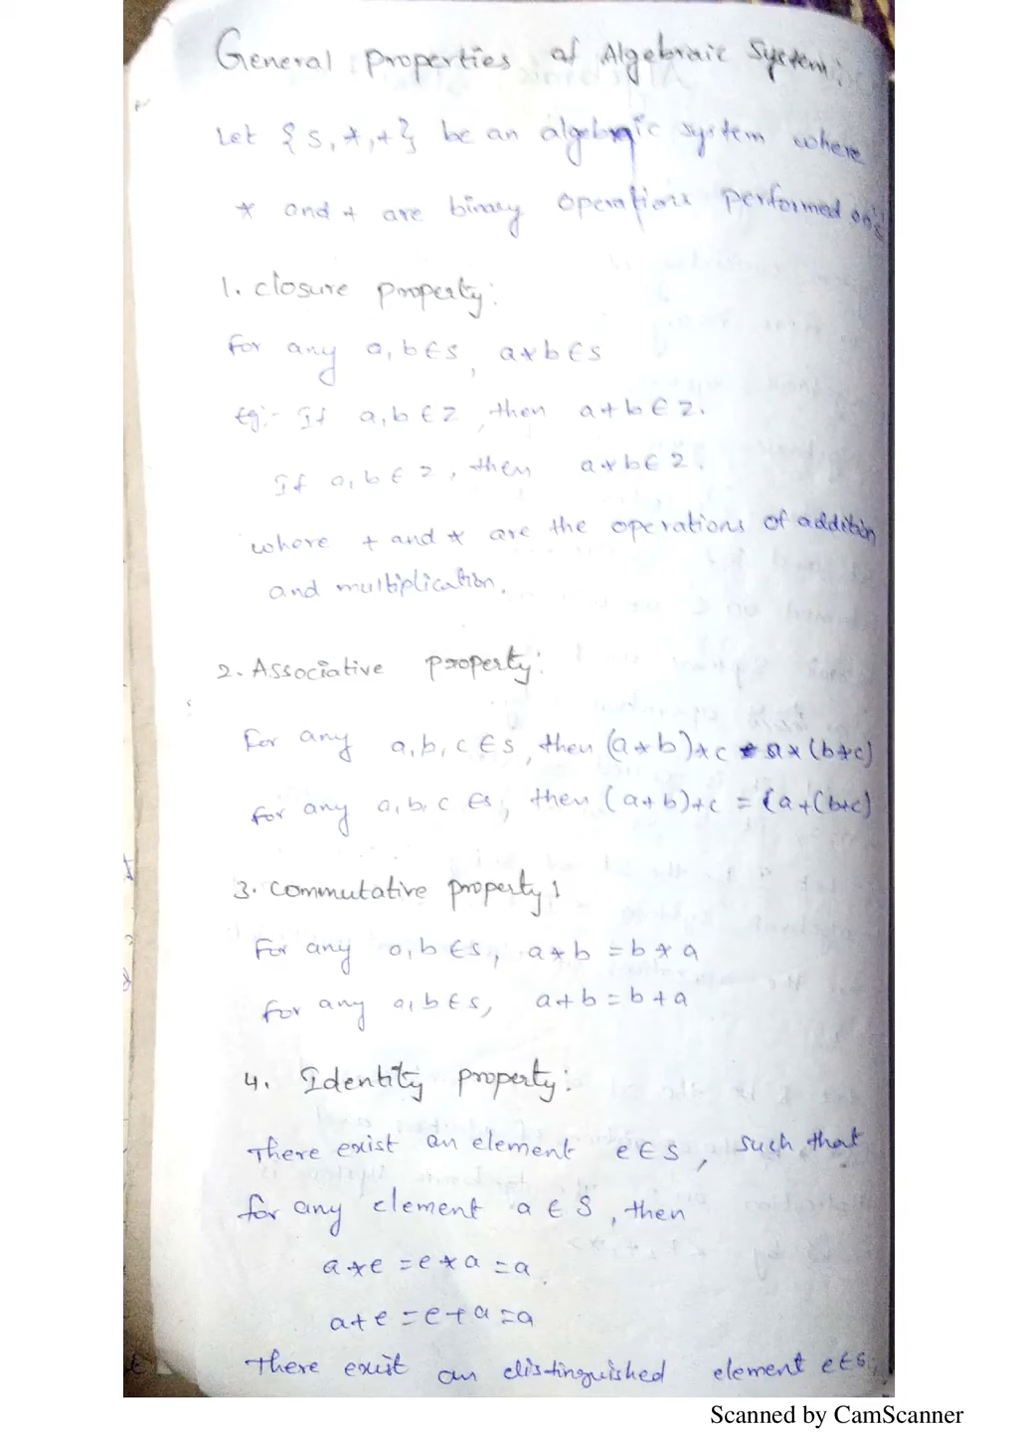 General properties of Algebraic System:
Let {S, *, +} be an algebraic system where
* and + are binary operations performed on 'S'
1. closure property:
For any a, b ∈ S, a * b ∈ S
Eg:- If a, b ∈ Z, then a + b ∈ Z.
If a, b ∈ Z, then a * b ∈ Z.
where + and * are the operations of addition
and multiplication.
2. Associative property:
For any a, b, c ∈ S, then (a * b) * c = a * (b * c)
For any a, b, c ∈ S, then (a + b) + c = (a + (b + c)
3. Commutative property:
For any a, b ∈ S, a * b = b * a
For any a, b ∈ S, a + b = b + a
4. Identity property:
There exist an element e ∈ S, such that
for any element a ∈ S, then
a * e = e * a = a
a + e = e + a = a
There exist an distinguished element e ∈ S,
Scanned by CamScanner